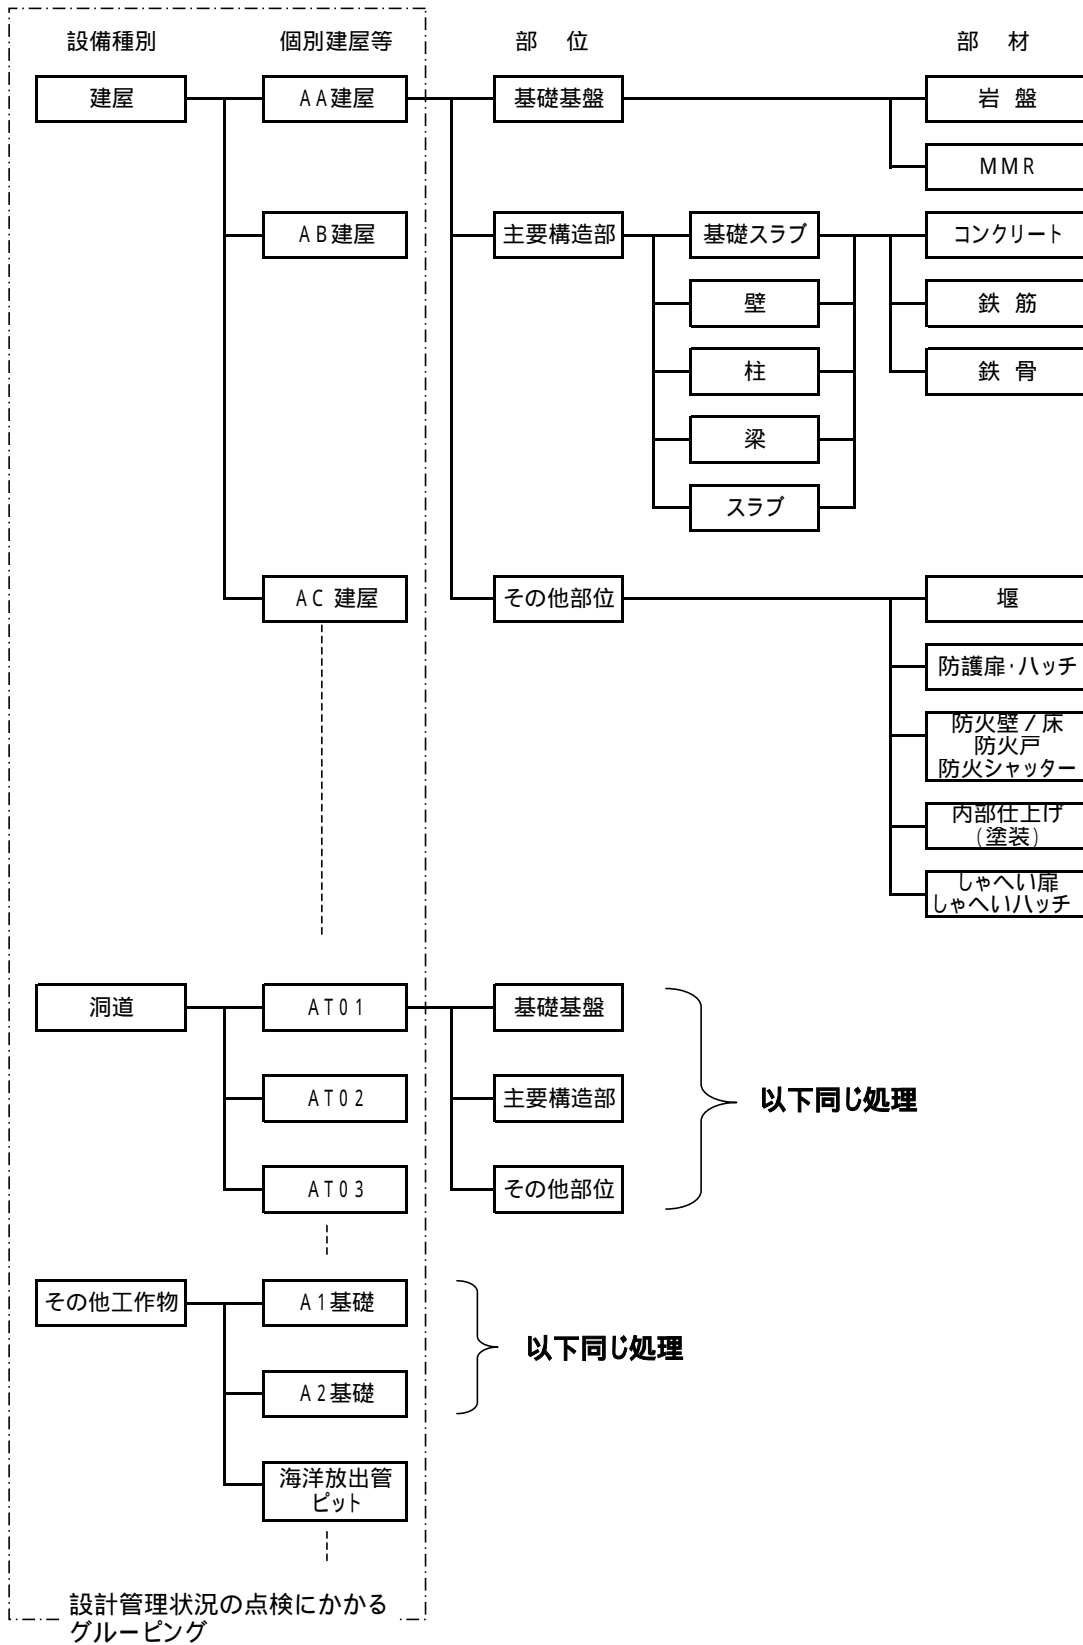 設備種別 個別建屋等 部 位 部 材
建屋 AA建屋 基礎基盤 岩 盤
MMR
AB建屋 主要構造部 基礎スラブ コンクリート
壁 鉄 筋
柱 鉄 骨
梁
スラブ
AC 建屋 その他部位 堰
防護扉・ハッチ
防火壁／床
防火戸
防火シャッター
内部仕上げ
(塗装)
しゃへい扉
しゃへいハッチ
洞道 AT01 基礎基盤
AT02 主要構造部 以下同じ処理
AT03 その他部位
その他工作物 A1基礎
以下同じ処理
A2基礎
海洋放出管
ピット
設計管理状況の点検にかかる
グルーピング